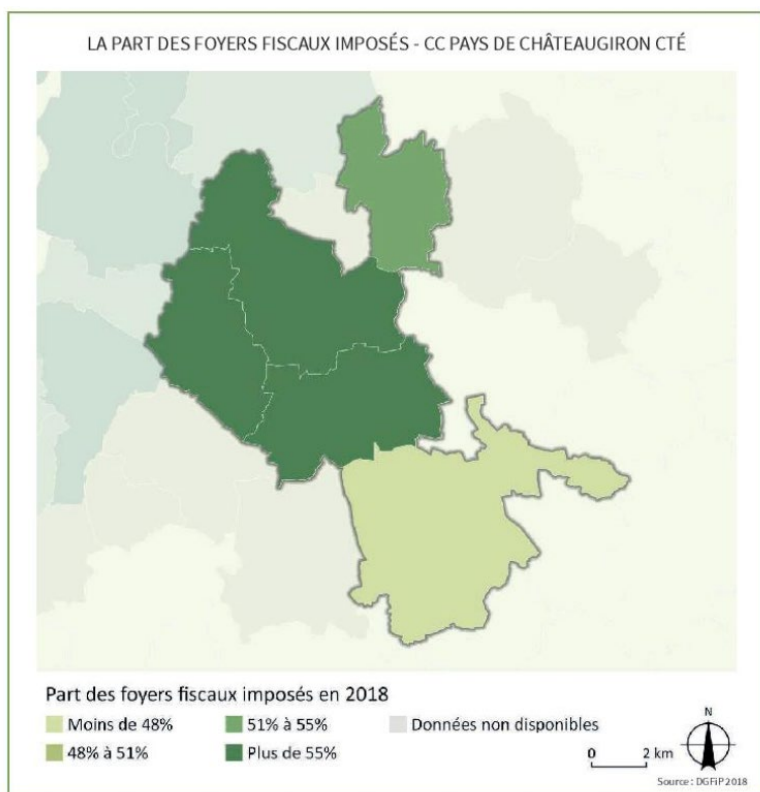 LA PART DES FOYERS FISCAUX IMPOSÉS - CC PAYS DE CHÂTEAUGIRON CTÉ
Part des foyers fiscaux imposés en 2018
Moins de 48%
51% à 55%
Données non disponibles
48% à 51%
Plus de 55%
0 2 km
N
Source : DGFiP 2018